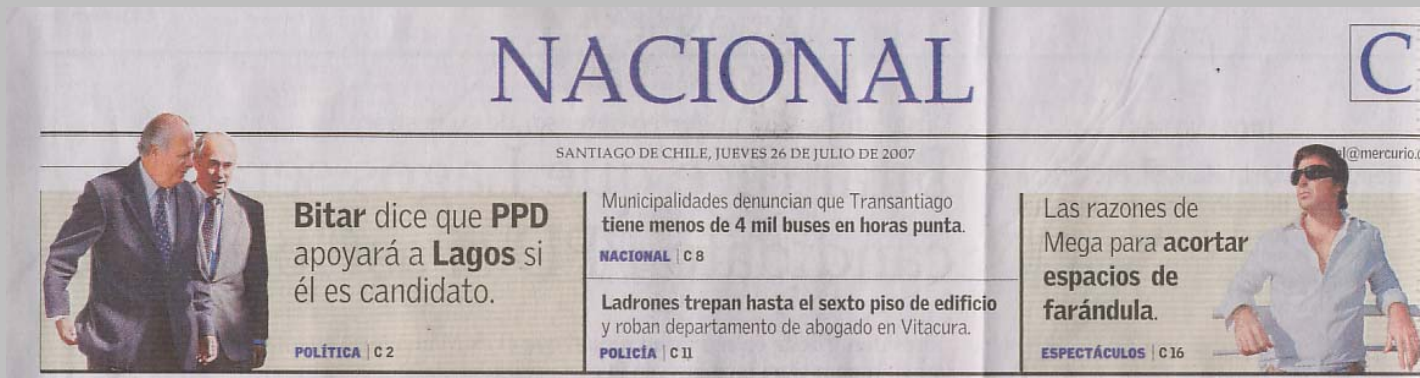 NACIONAL
C
SANTIAGO DE CHILE, JUEVES 26 DE JULIO DE 2007
l@mercurio.
Bitar dice que PPD
apoyará a Lagos si
él es candidato.
POLÍTICA | C 2
Municipalidades denuncian que Transantiago
tiene menos de 4 mil buses en horas punta.
NACIONAL | C 8
Ladrones trepan hasta el sexto piso de edificio
y roban departamento de abogado en Vitacura.
POLICÍA | C 11
Las razones de
Mega para acortar
espacios de
farándula.
ESPECTÁCULOS | C 16